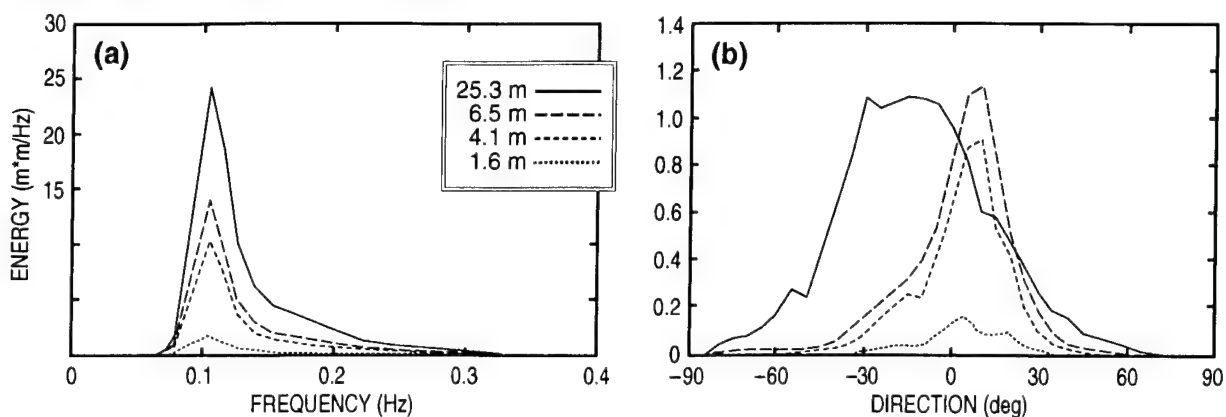 (a)
ENERGY (m*m/Hz)
30
25
20
15
0
0 0.1 0.2 0.3 0.4
FREQUENCY (Hz)
25.3 m
6.5 m
4.1 m
1.6 m
(b)
1.4
1.2
1.0
0.8
0.6
0.4
0.2
0
−90 −60 −30 0 30 60 90
DIRECTION (deg)